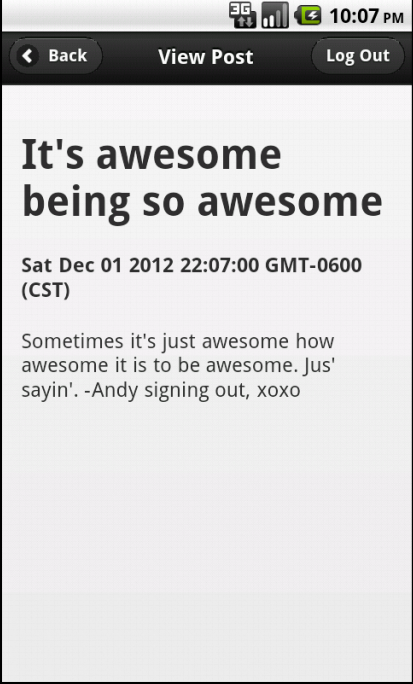 3G 10:07 PM
Back View Post Log Out
It's awesome
being so awesome
Sat Dec 01 2012 22:07:00 GMT-0600
(CST)
Sometimes it's just awesome how
awesome it is to be awesome. Jus'
sayin'. -Andy signing out, xoxo